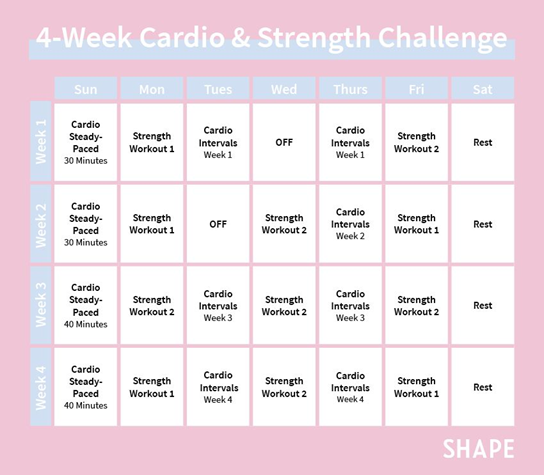 4-Week Cardio & Strength Challenge
Sun Mon Tues Wed Thurs Fri Sat
Week 1
Cardio
Steady-
Paced
30 Minutes
Strength
Workout 1
Cardio
Intervals
Week 1
OFF
Cardio
Intervals
Week 1
Strength
Workout 2
Rest
Week 2
Cardio
Steady-
Paced
30 Minutes
Strength
Workout 1
OFF
Strength
Workout 2
Cardio
Intervals
Week 2
Strength
Workout 1
Rest
Week 3
Cardio
Steady-
Paced
40 Minutes
Strength
Workout 2
Cardio
Intervals
Week 3
Strength
Workout 2
Cardio
Intervals
Week 3
Strength
Workout 2
Rest
Week 4
Cardio
Steady-
Paced
40 Minutes
Strength
Workout 1
Cardio
Intervals
Week 4
Strength
Workout 2
Cardio
Intervals
Week 4
Strength
Workout 1
Rest
SHAPE